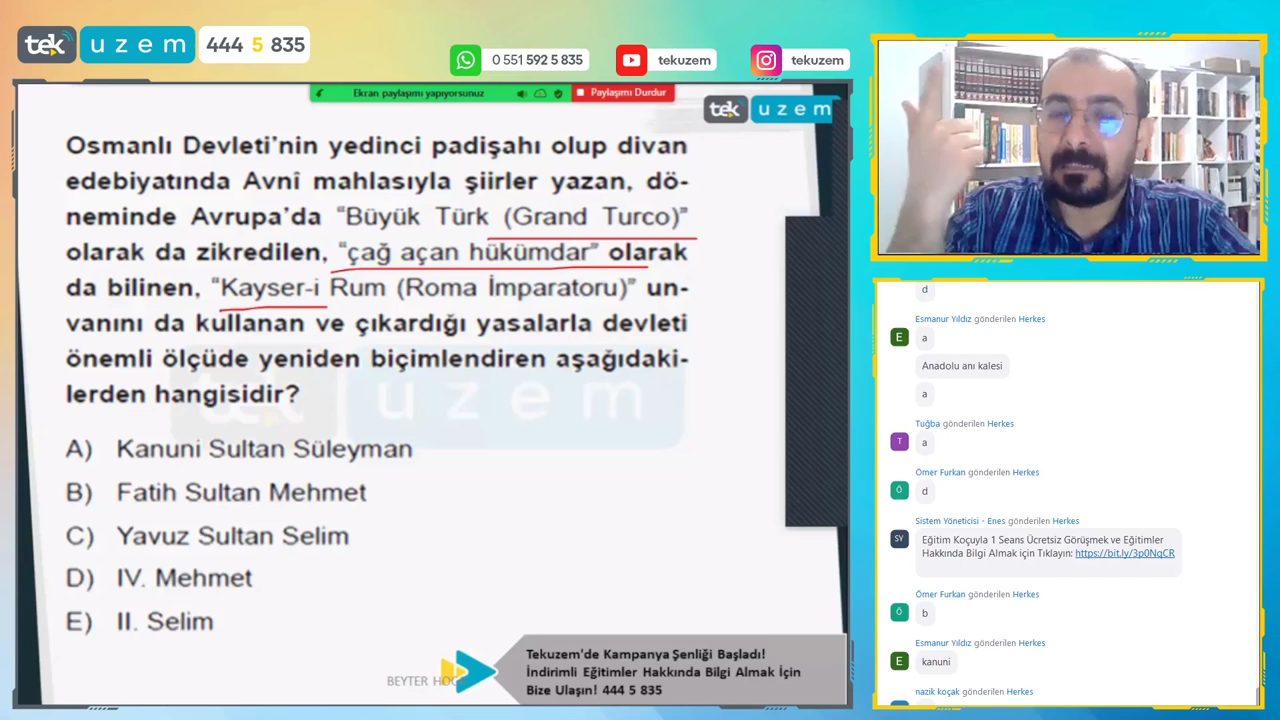 tek
uzem
444 5 835
0 551 592 5 835
tekuzem
tekuzem
Ekran paylaşımı yapıyorsunuz
Paylaşımı Durdur
tek
uzem
Osmanlı Devleti’nin yedinci padişahı olup divan
edebiyatında Avnî mahlasıyla şiirler yazan, dö-
neminde Avrupa’da “Büyük Türk (Grand Turco)”
olarak da zikredilen, “çağ açan hükümdar” olarak
da bilinen, “Kayser-i Rum (Roma İmparatoru)” un-
vanını da kullanan ve çıkardığı yasalarla devleti
önemli ölçüde yeniden biçimlendiren aşağıdaki-
lerden hangisidir?
tek uzem
A) Kanuni Sultan Süleyman
B) Fatih Sultan Mehmet
C) Yavuz Sultan Selim
D) IV. Mehmet
E) II. Selim
BEYTER HOC
Tekuzem'de Kampanya Şenliği Başladı!
İndirimli Eğitimler Hakkında Bilgi Almak İçin
Bize Ulaşın! 444 5 835
d
Esmanur Yıldız gönderilen Herkes
E
a
Anadolu anı kalesi
a
Tuğba gönderilen Herkes
T
a
Ömer Furkan gönderilen Herkes
Ö
d
Sistem Yöneticisi - Enes gönderilen Herkes
SY
Eğitim Koçuyla 1 Seans Ücretsiz Görüşmek ve Eğitimler
Hakkında Bilgi Almak için Tıklayın: https://bit.ly/3p0NqCR
Ömer Furkan gönderilen Herkes
Ö
b
Esmanur Yıldız gönderilen Herkes
E
kanuni
nazik koçak gönderilen Herkes